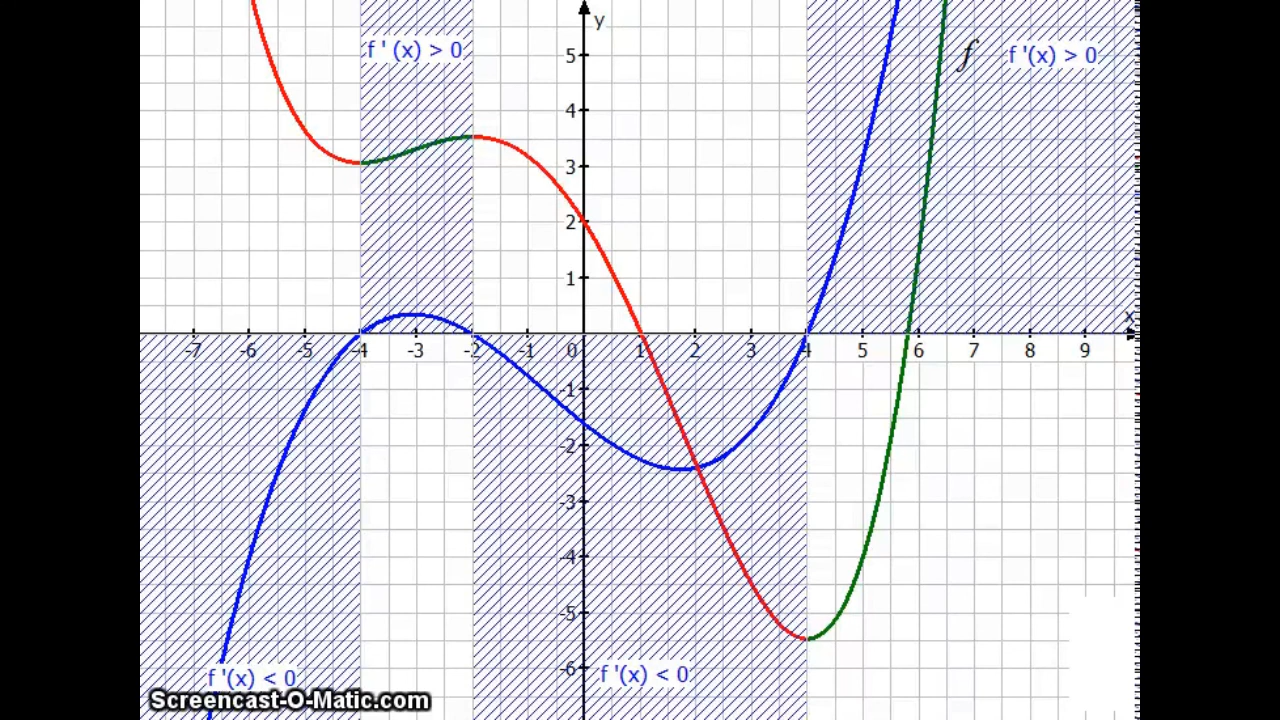 y
f ' (x) > 0
f
f '(x) > 0
5
4
3
2
1
x
-7 -6 -5 -4 -3 -2 -1 0 1 2 3 4 5 6 7 8 9
-1
-2
-3
-4
-5
-6
f '(x) < 0
f '(x) < 0
Screencast-O-Matic.com